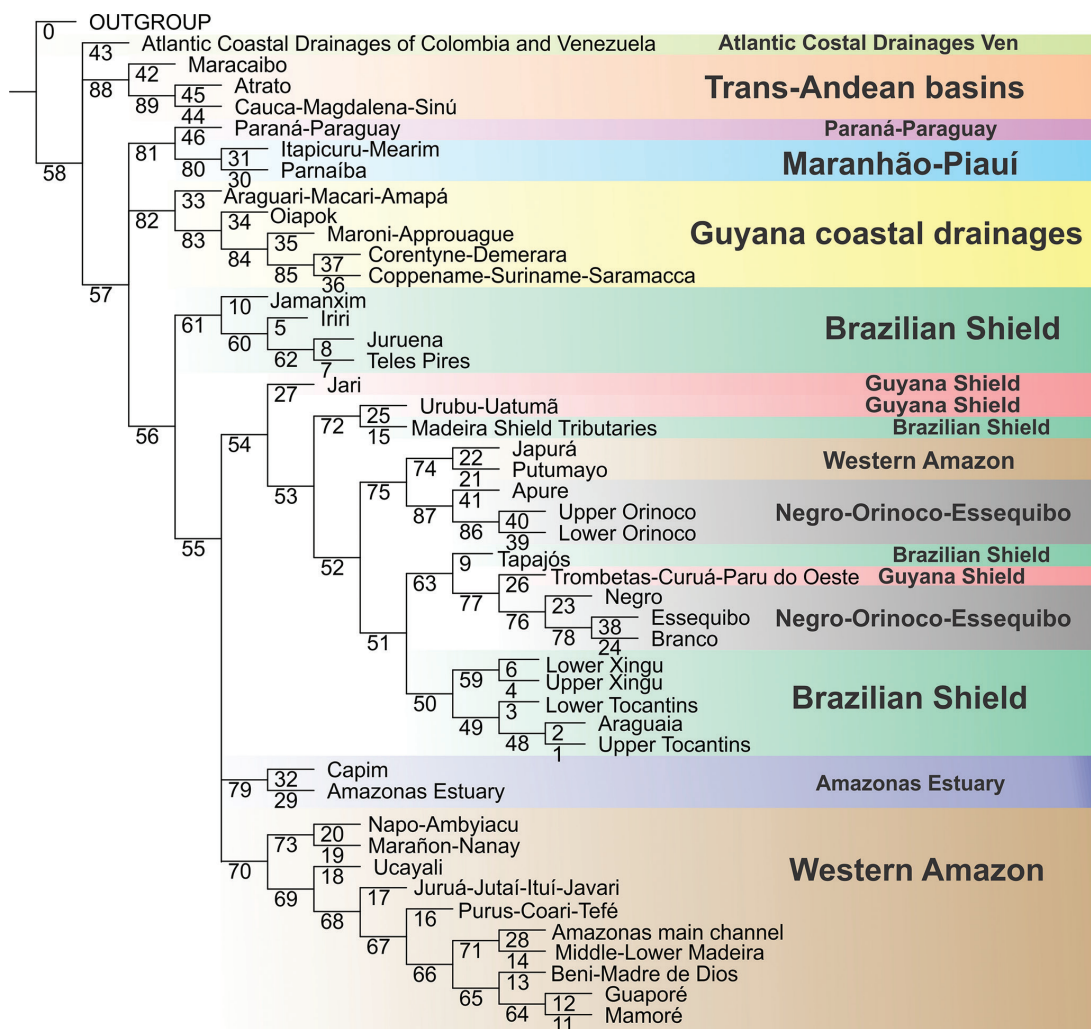 OUTGROUP
0
43 Atlantic Coastal Drainages of Colombia and Venezuela Atlantic Costal Drainages Ven
88
42 Maracaibo
89
45 Atrato
44 Cauca-Magdalena-Sinú
Trans-Andean basins
58
81
46 Paraná-Paraguay Paraná-Paraguay
80
31 Itapicuru-Mearim
30 Parnaíba
Maranhão-Piauí
57
82
33 Araguari-Macari-Amapá
83
34 Oiapok
84
35 Maroni-Approuague
85
37 Corentyne-Demerara
36 Coppename-Suriname-Saramacca
Guyana coastal drainages
56
61
10 Jamanxim
60
5 Iriri
62
8 Juruena
7 Teles Pires
Brazilian Shield
55
54
27 Jari Guyana Shield
53
72
25 Urubu-Uatumã Guyana Shield
15 Madeira Shield Tributaries Brazilian Shield
52
75
74
22 Japurá
21 Putumayo
Western Amazon
87
41 Apure
86
40 Upper Orinoco
39 Lower Orinoco
Negro-Orinoco-Essequibo
51
63
9 Tapajós Brazilian Shield
77
26 Trombetas-Curuá-Paru do Oeste Guyana Shield
76
23 Negro
78
38 Essequibo
24 Branco
Negro-Orinoco-Essequibo
50
59
6 Lower Xingu
4 Upper Xingu
49
3 Lower Tocantins
48
2 Araguaia
1 Upper Tocantins
Brazilian Shield
79
32 Capim
29 Amazonas Estuary
Amazonas Estuary
70
73
20 Napo-Ambyiacu
19 Marañon-Nanay
69
18 Ucayali
68
17 Juruá-Jutaí-Ituí-Javari
67
16 Purus-Coari-Tefé
66
71
28 Amazonas main channel
14 Middle-Lower Madeira
65
13 Beni-Madre de Dios
64
12 Guaporé
11 Mamoré
Western Amazon